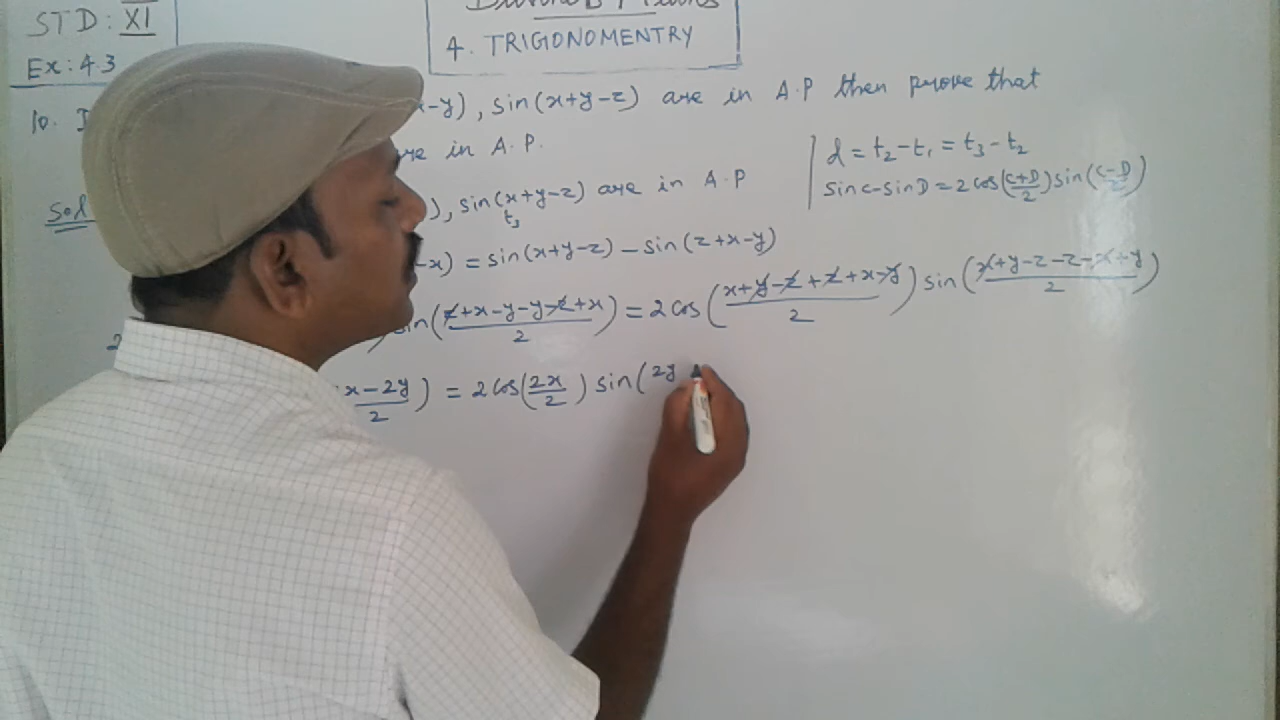 STD: XI
4. TRIGONOMENTRY
Ex: 4.3
10. I -y), sin(x+y-z) are in A.P then prove that
are in A.P.
d = t₂-t₁ = t₃-t₂
sinC-sinD = 2cos((C+D)/2)sin((C-D)/2)
Sol ), sin(x+y-z) are in A.P
t₃
-x) = sin(x+y-z) - sin(z+x-y)
2 sin((z+x-y-y-z+x)/2) = 2cos((x+y-z+z+x-y)/2) sin((x+y-z-z-x+y)/2)
x-2y/2) = 2cos(2x/2) sin(2y